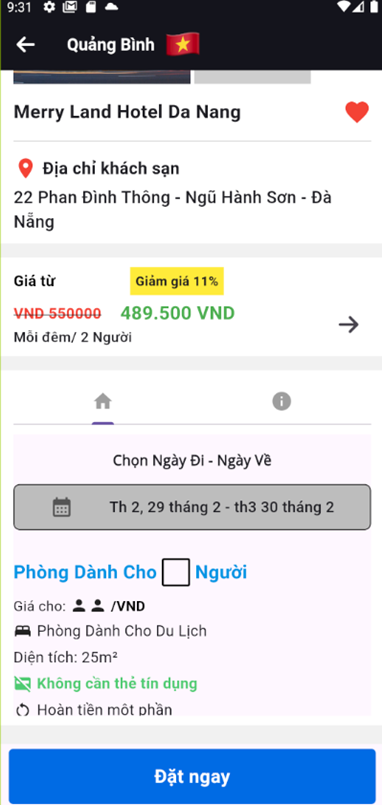 9:31
Quảng Bình
Merry Land Hotel Da Nang
Địa chỉ khách sạn
22 Phan Đình Thông - Ngũ Hành Sơn - Đà
Nẵng
Giá từ
Giảm giá 11%
VND 550000
489.500 VND
Mỗi đêm/ 2 Người
Chọn Ngày Đi - Ngày Về
Th 2, 29 tháng 2 - th3 30 tháng 2
Phòng Dành Cho Người
Giá cho: /VND
Phòng Dành Cho Du Lịch
Diện tích: 25m²
Không cần thẻ tín dụng
Hoàn tiền một phần
Đặt ngay